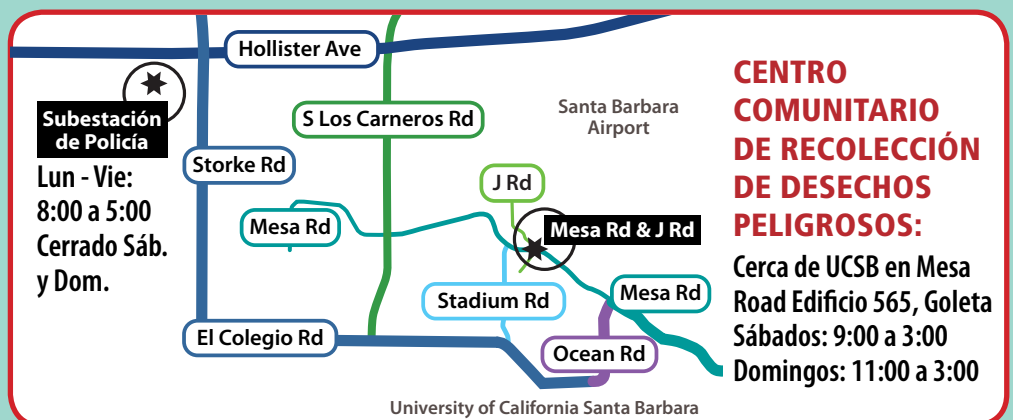 Hollister Ave
Subestación
de Policía
Lun - Vie:
8:00 a 5:00
Cerrado Sáb.
y Dom.
Storke Rd
S Los Carneros Rd
Santa Barbara
Airport
Mesa Rd
J Rd
Mesa Rd & J Rd
Stadium Rd
Mesa Rd
El Colegio Rd
Ocean Rd
University of California Santa Barbara
CENTRO
COMUNITARIO
DE RECOLECCIÓN
DE DESECHOS
PELIGROSOS:
Cerca de UCSB en Mesa
Road Edificio 565, Goleta
Sábados: 9:00 a 3:00
Domingos: 11:00 a 3:00